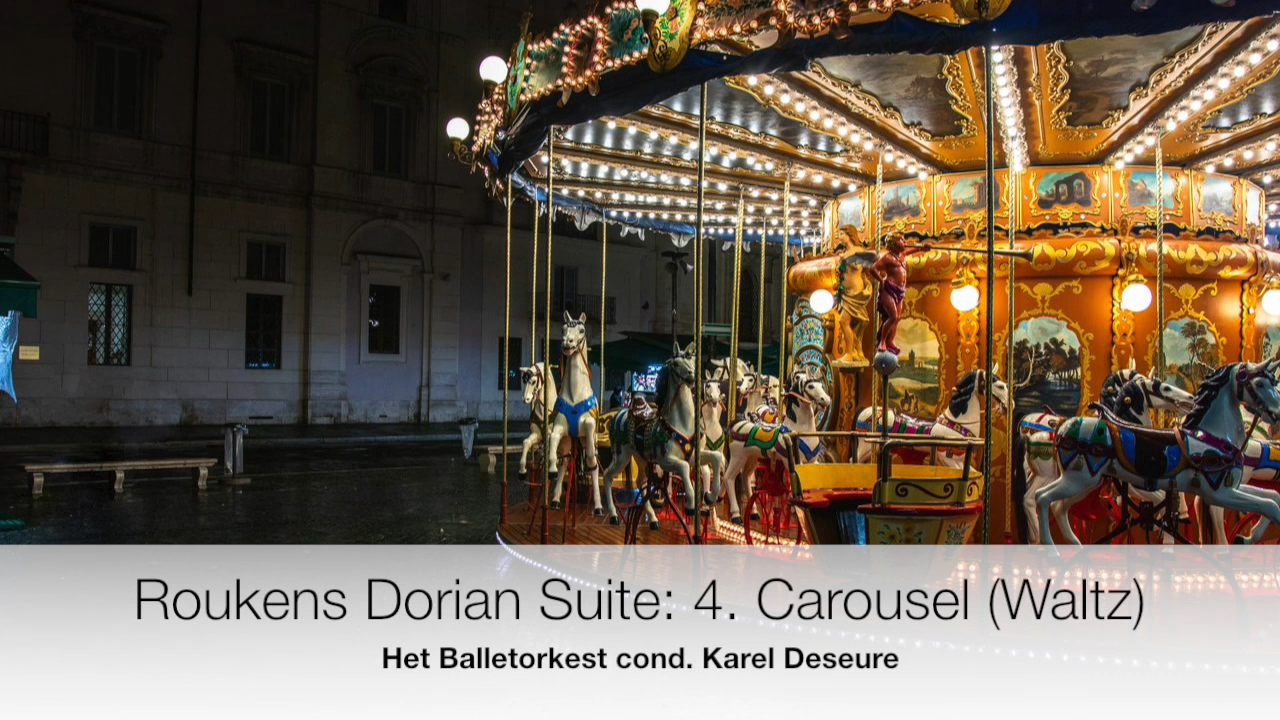 Roukens Dorian Suite: 4. Carousel (Waltz)
Het Balletorkest cond. Karel Deseure